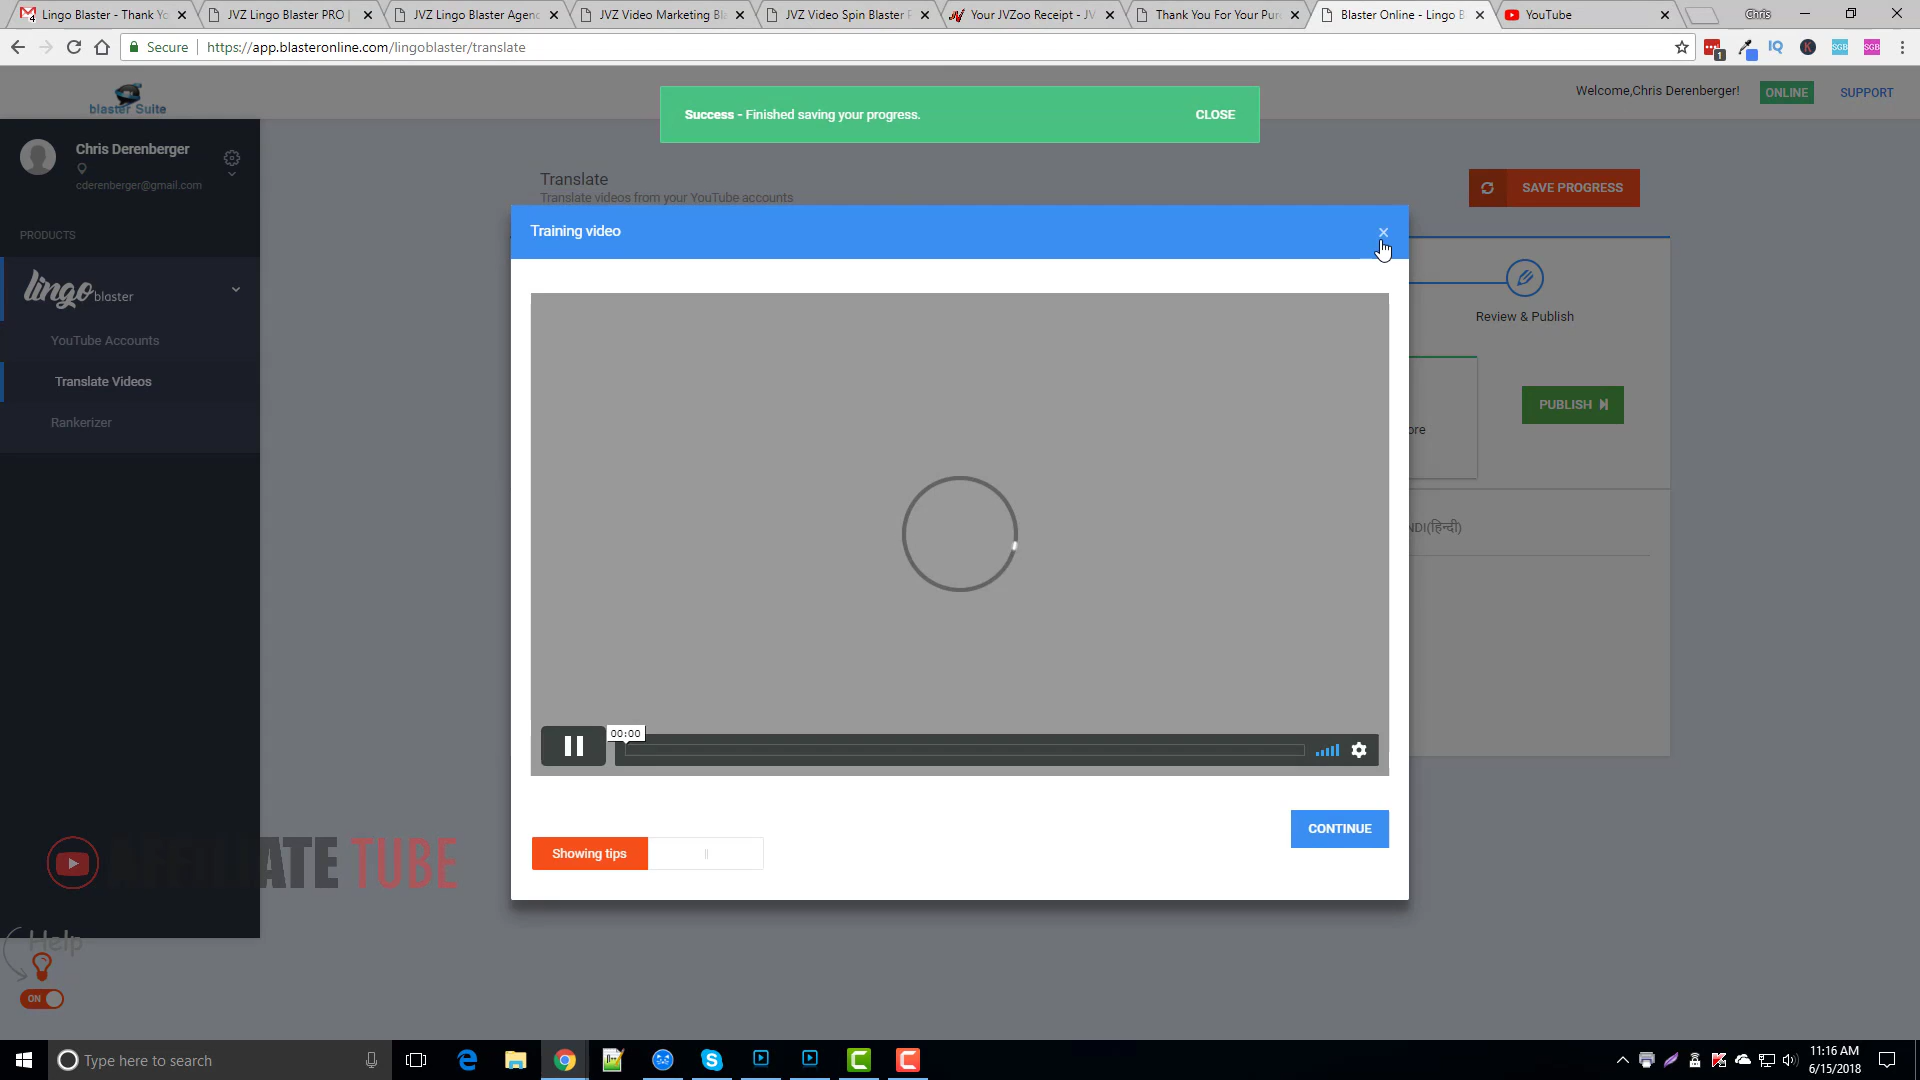 Lingo Blaster - Thank Yo
JVZ Lingo Blaster PRO
JVZ Lingo Blaster Agenc
JVZ Video Marketing Bl
JVZ Video Spin Blaster P
Your JVZoo Receipt - JV
Thank You For Your Pur
Blaster Online - Lingo B
YouTube
Chris
Secure
https://app.blasteronline.com/lingoblaster/translate
1
IQ
K
SGB
SGB
blaster Suite
Success - Finished saving your progress.
CLOSE
Welcome,Chris Derenberger!
ONLINE
SUPPORT
Chris Derenberger
cderenberger@gmail.com
Translate
Translate videos from your YouTube accounts
SAVE PROGRESS
PRODUCTS
Training video
lingo blaster
YouTube Accounts
Translate Videos
Rankerizer
Review & Publish
PUBLISH
ore
NDI(हिन्दी)
00:00
CONTINUE
Showing tips
AFFILIATE TUBE
Help
ON
Type here to search
11:16 AM
6/15/2018